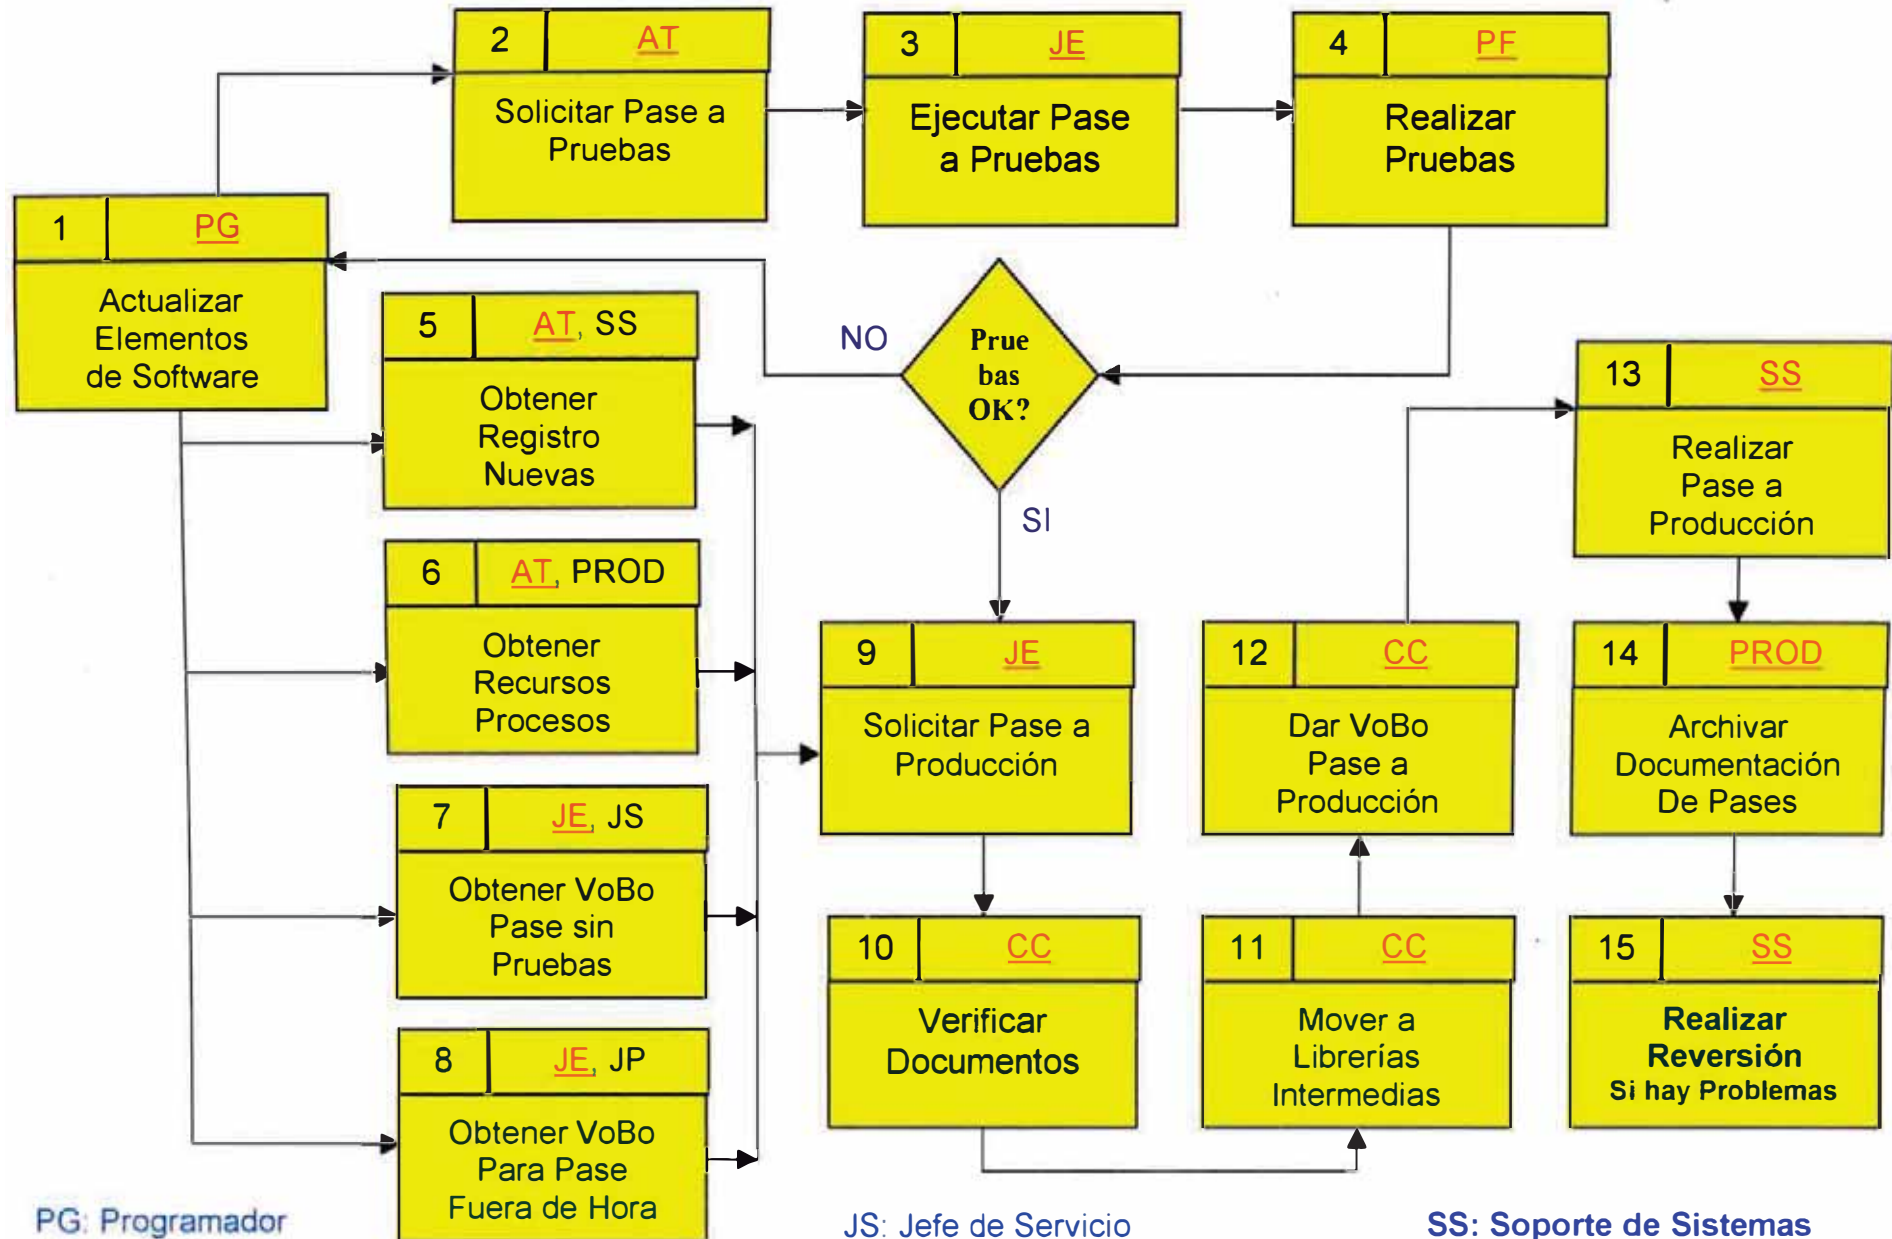 2 AT
Solicitar Pase a
Pruebas
3 JE
Ejecutar Pase
a Pruebas
4 PF
Realizar
Pruebas
1 PG
Actualizar
Elementos
de Software
5 AT, SS
Obtener
Registro
Nuevas
NO
Prue
bas
OK?
SI
13 SS
Realizar
Pase a
Producción
6 AT, PROD
Obtener
Recursos
Procesos
9 JE
Solicitar Pase a
Producción
12 CC
Dar VoBo
Pase a
Producción
14 PROD
Archivar
Documentación
De Pases
7 JE, JS
Obtener VoBo
Pase sin
Pruebas
10 CC
Verificar
Documentos
11 CC
Mover a
Librerías
Intermedias
15 SS
Realizar
Reversión
Si hay Problemas
8 JE, JP
Obtener VoBo
Para Pase
Fuera de Hora
PG: Programador
JS: Jefe de Servicio
SS: Soporte de Sistemas